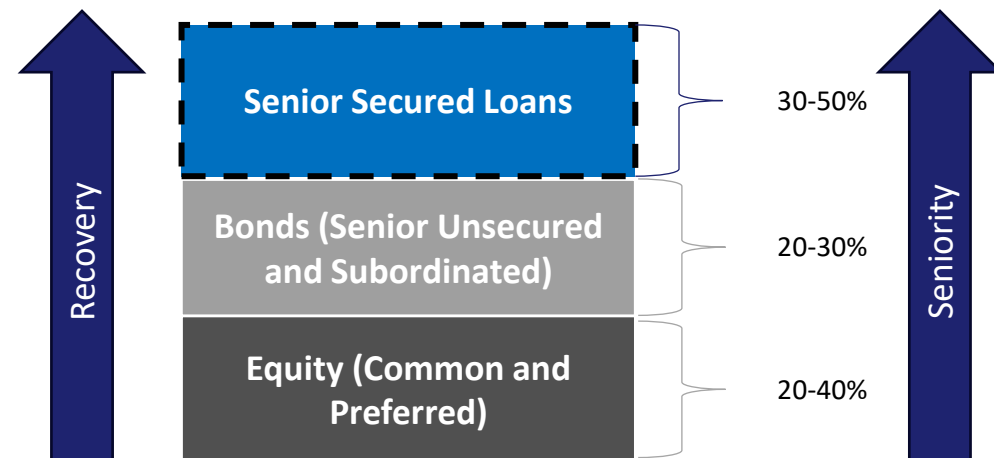 Recovery
Senior Secured Loans
30-50%
Bonds (Senior Unsecured
and Subordinated)
20-30%
Equity (Common and
Preferred)
20-40%
Seniority